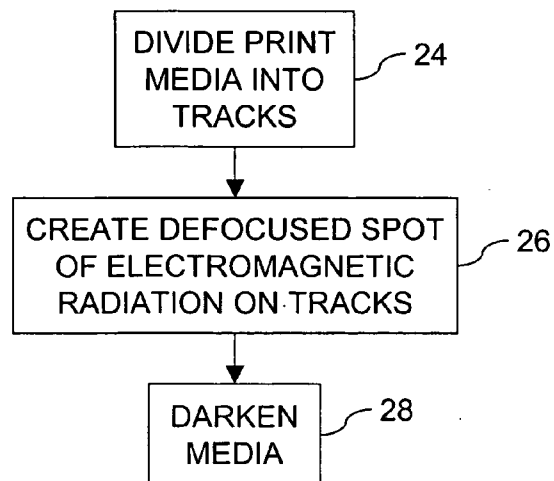 DIVIDE PRINT
MEDIA INTO
TRACKS
24
CREATE DEFOCUSED SPOT
OF ELECTROMAGNETIC
RADIATION ON TRACKS
26
DARKEN
MEDIA
28